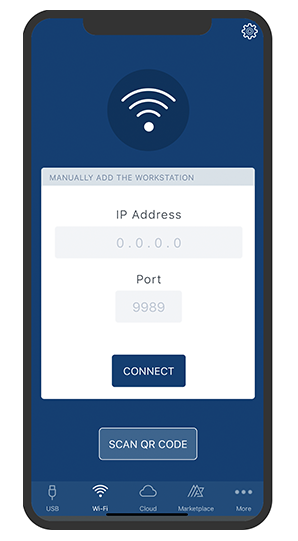 MANUALLY ADD THE WORKSTATION
IP Address
0.0.0.0
Port
9989
CONNECT
SCAN QR CODE
USB Wi-Fi Cloud Marketplace More